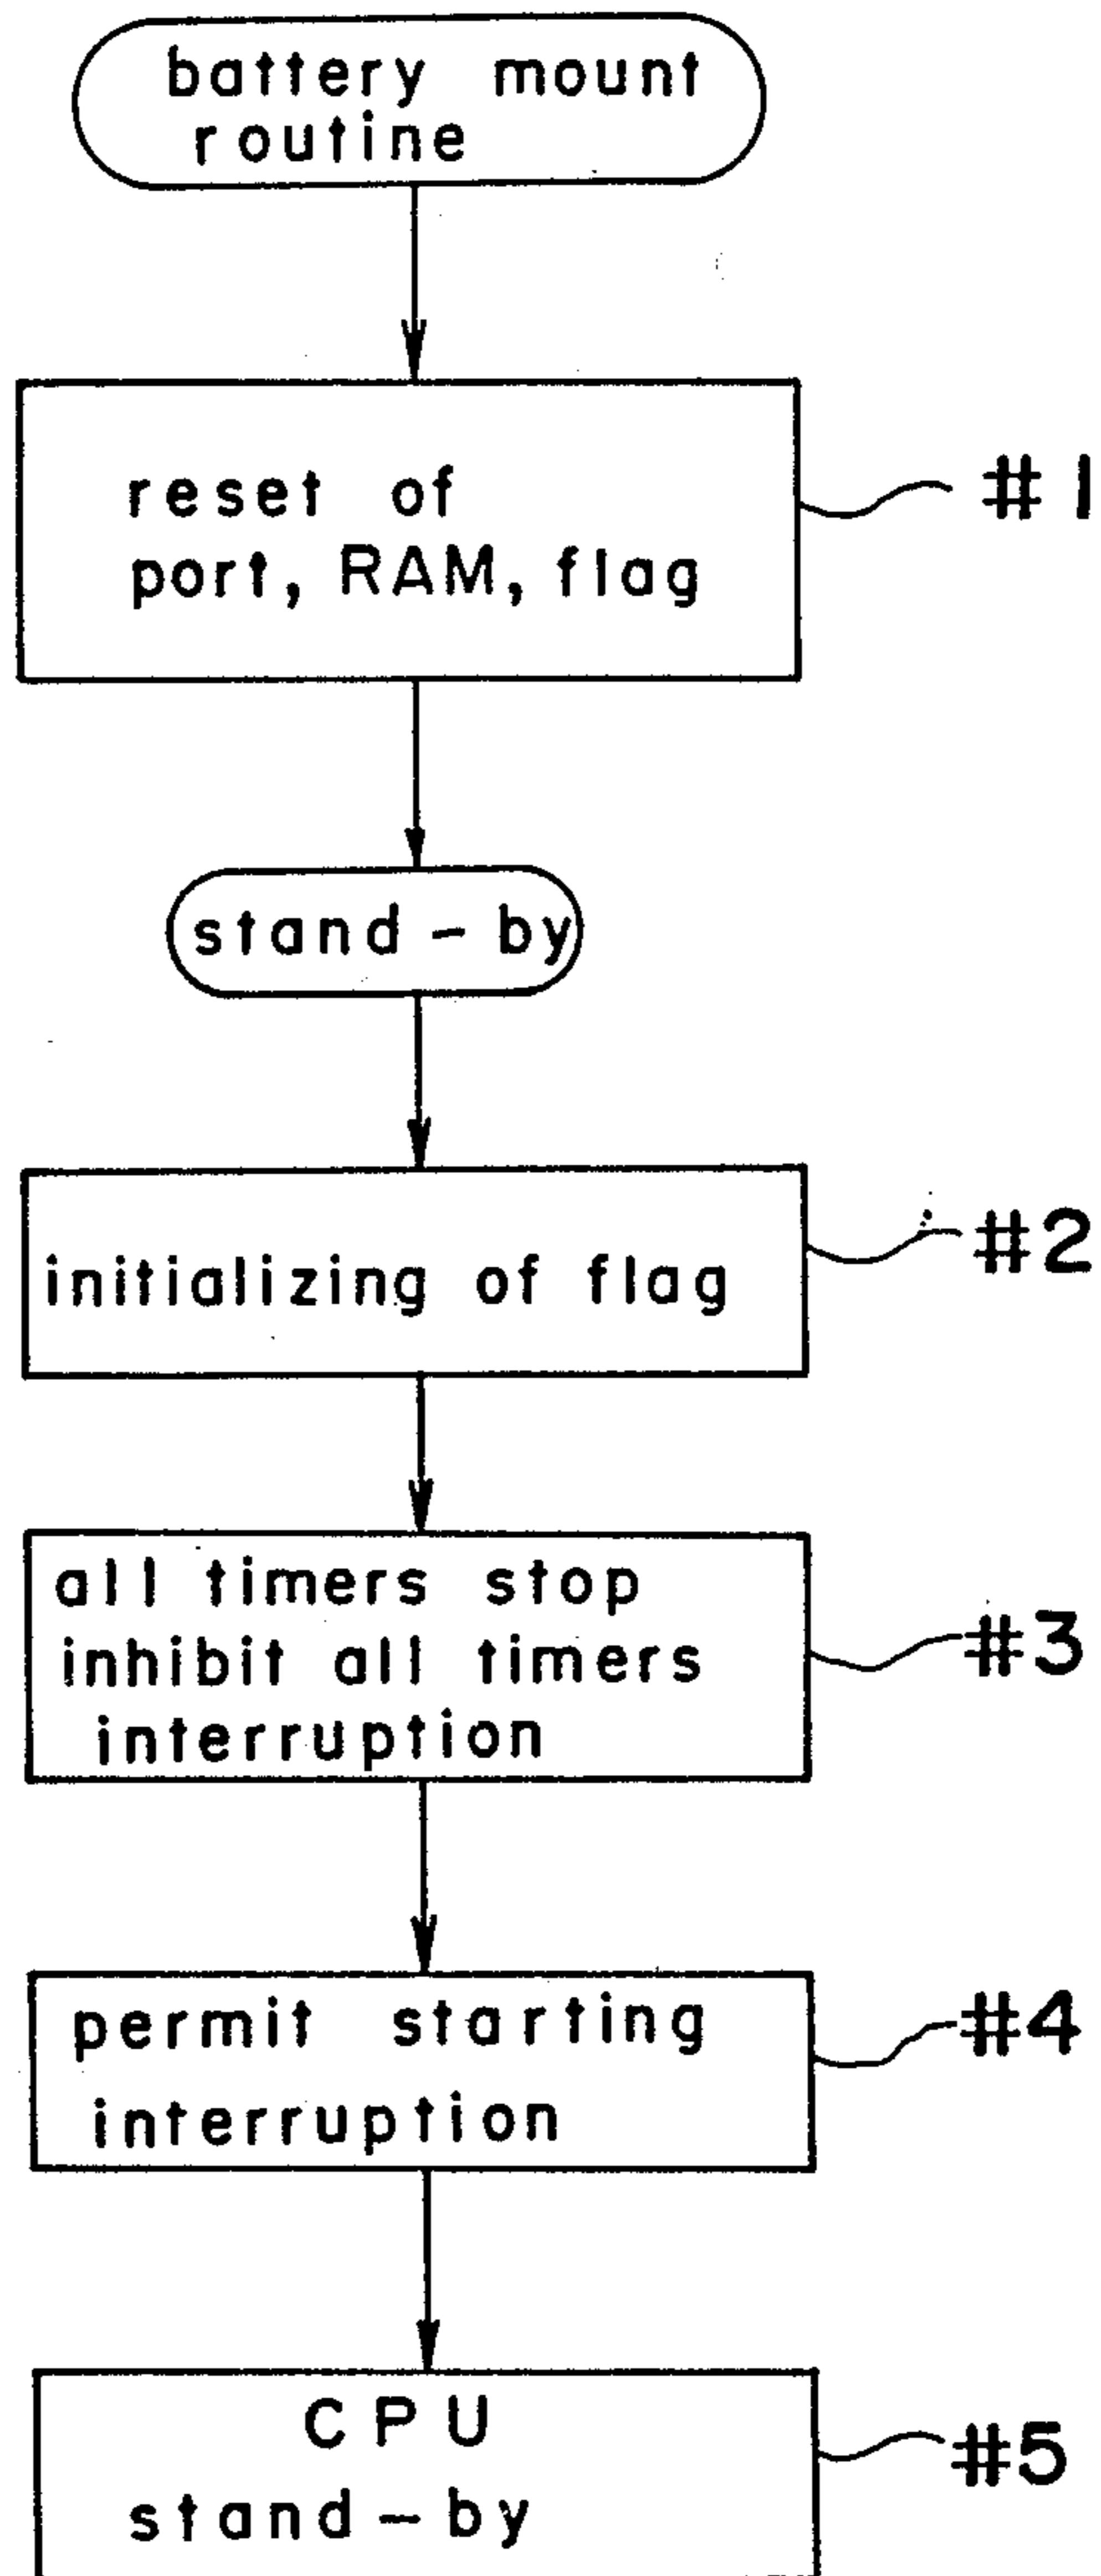 battery mount
routine
reset of
port, RAM, flag
#1
stand-by
initializing of flag
#2
all timers stop
inhibit all timers
interruption
#3
permit starting
interruption
#4
CPU
stand-by
#5